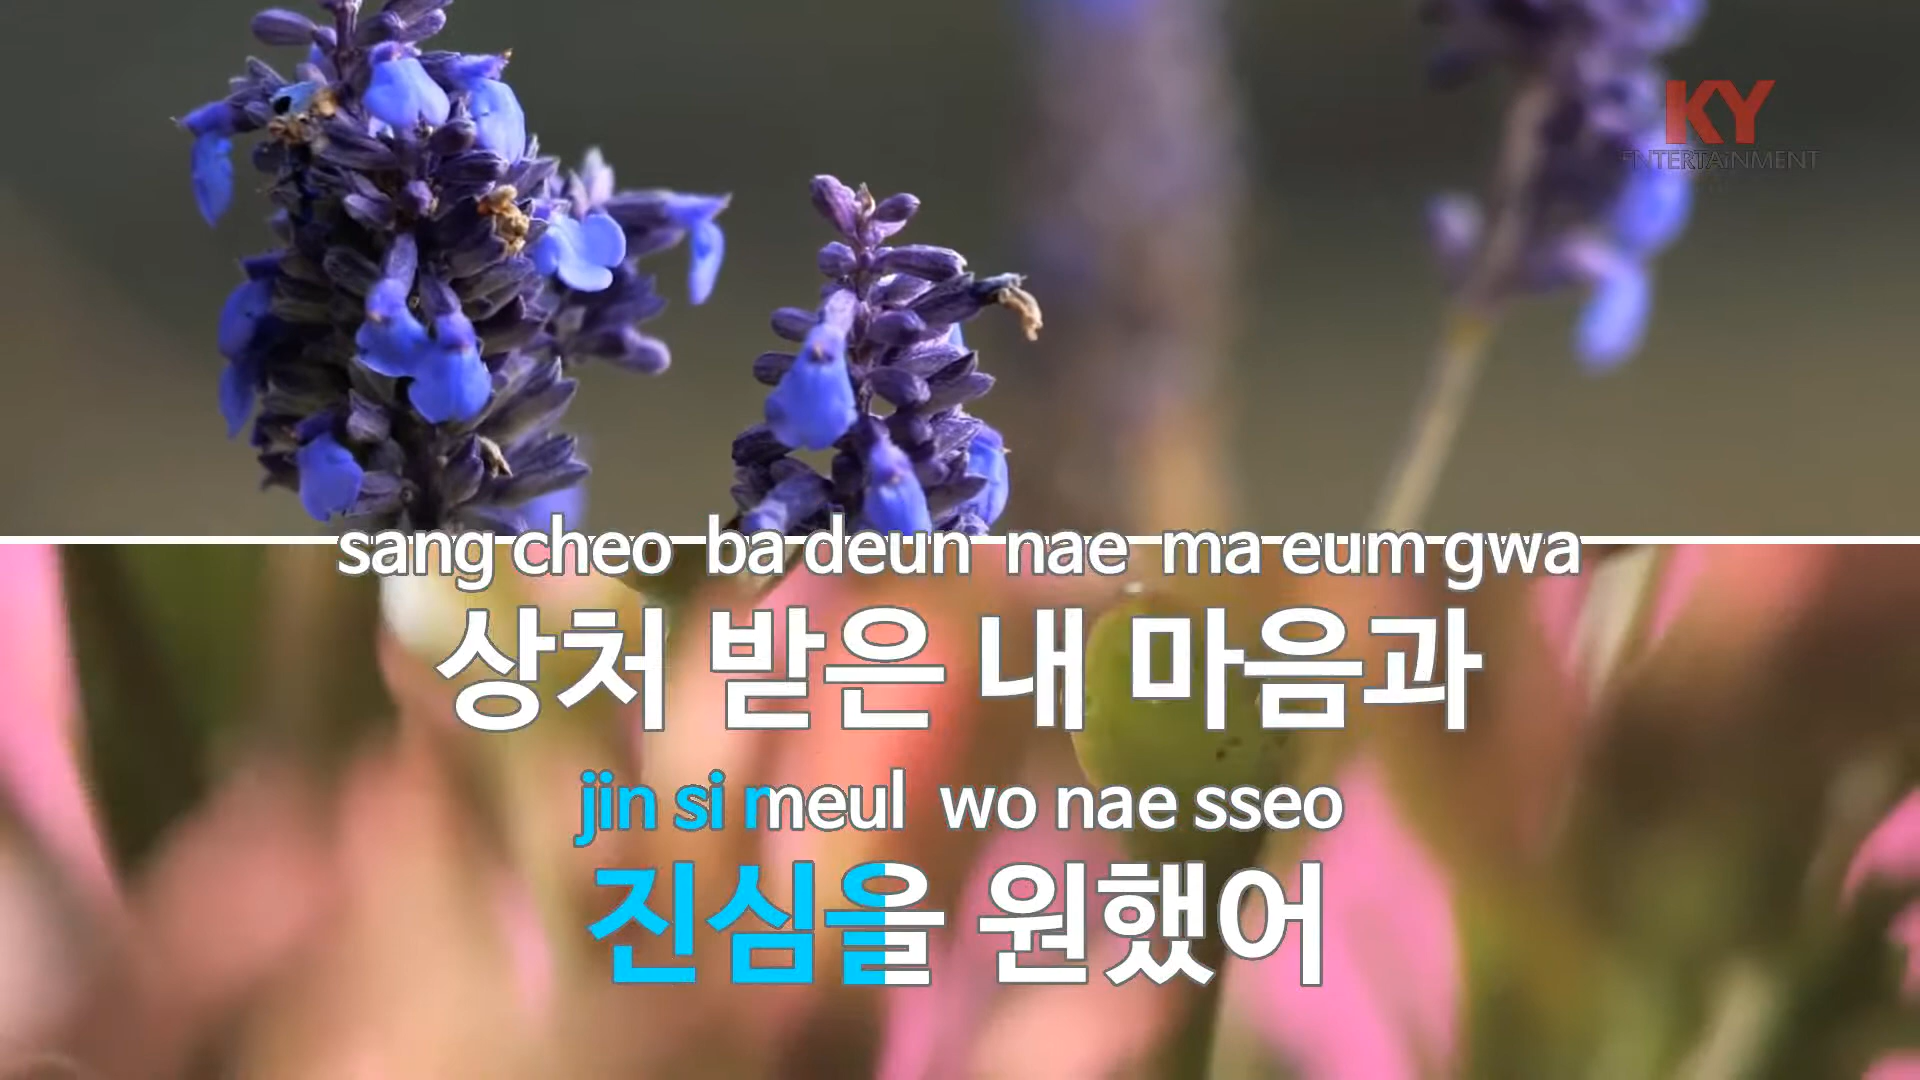 KY
ENTERTAINMENT
sang cheo ba deun nae ma eum gwa
상처 받은 내 마음과
jin si meul wo nae sseo
진심을 원했어